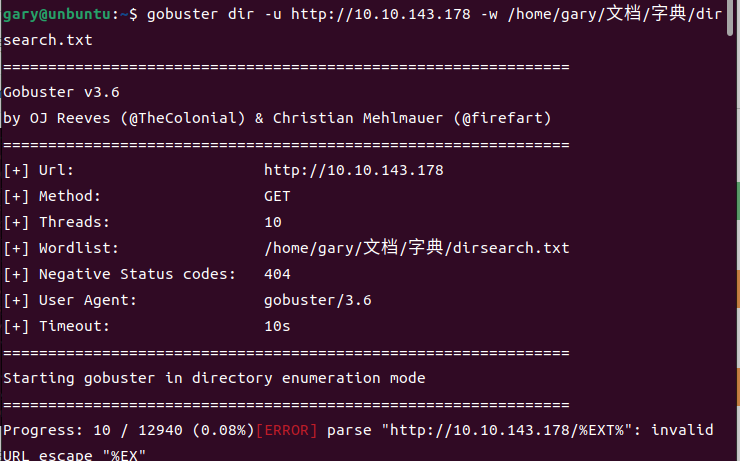 gary@unbuntu:~$ gobuster dir -u http://10.10.143.178 -w /home/gary/文档/字典/dir
search.txt
===============================================================
Gobuster v3.6
by OJ Reeves (@TheColonial) & Christian Mehlmauer (@firefart)
===============================================================
[+] Url:                     http://10.10.143.178
[+] Method:                  GET
[+] Threads:                 10
[+] Wordlist:                /home/gary/文档/字典/dirsearch.txt
[+] Negative Status codes:   404
[+] User Agent:              gobuster/3.6
[+] Timeout:                 10s
===============================================================
Starting gobuster in directory enumeration mode
===============================================================
Progress: 10 / 12940 (0.08%)[ERROR] parse "http://10.10.143.178/%EXT%": invalid
URL escape "%EX"